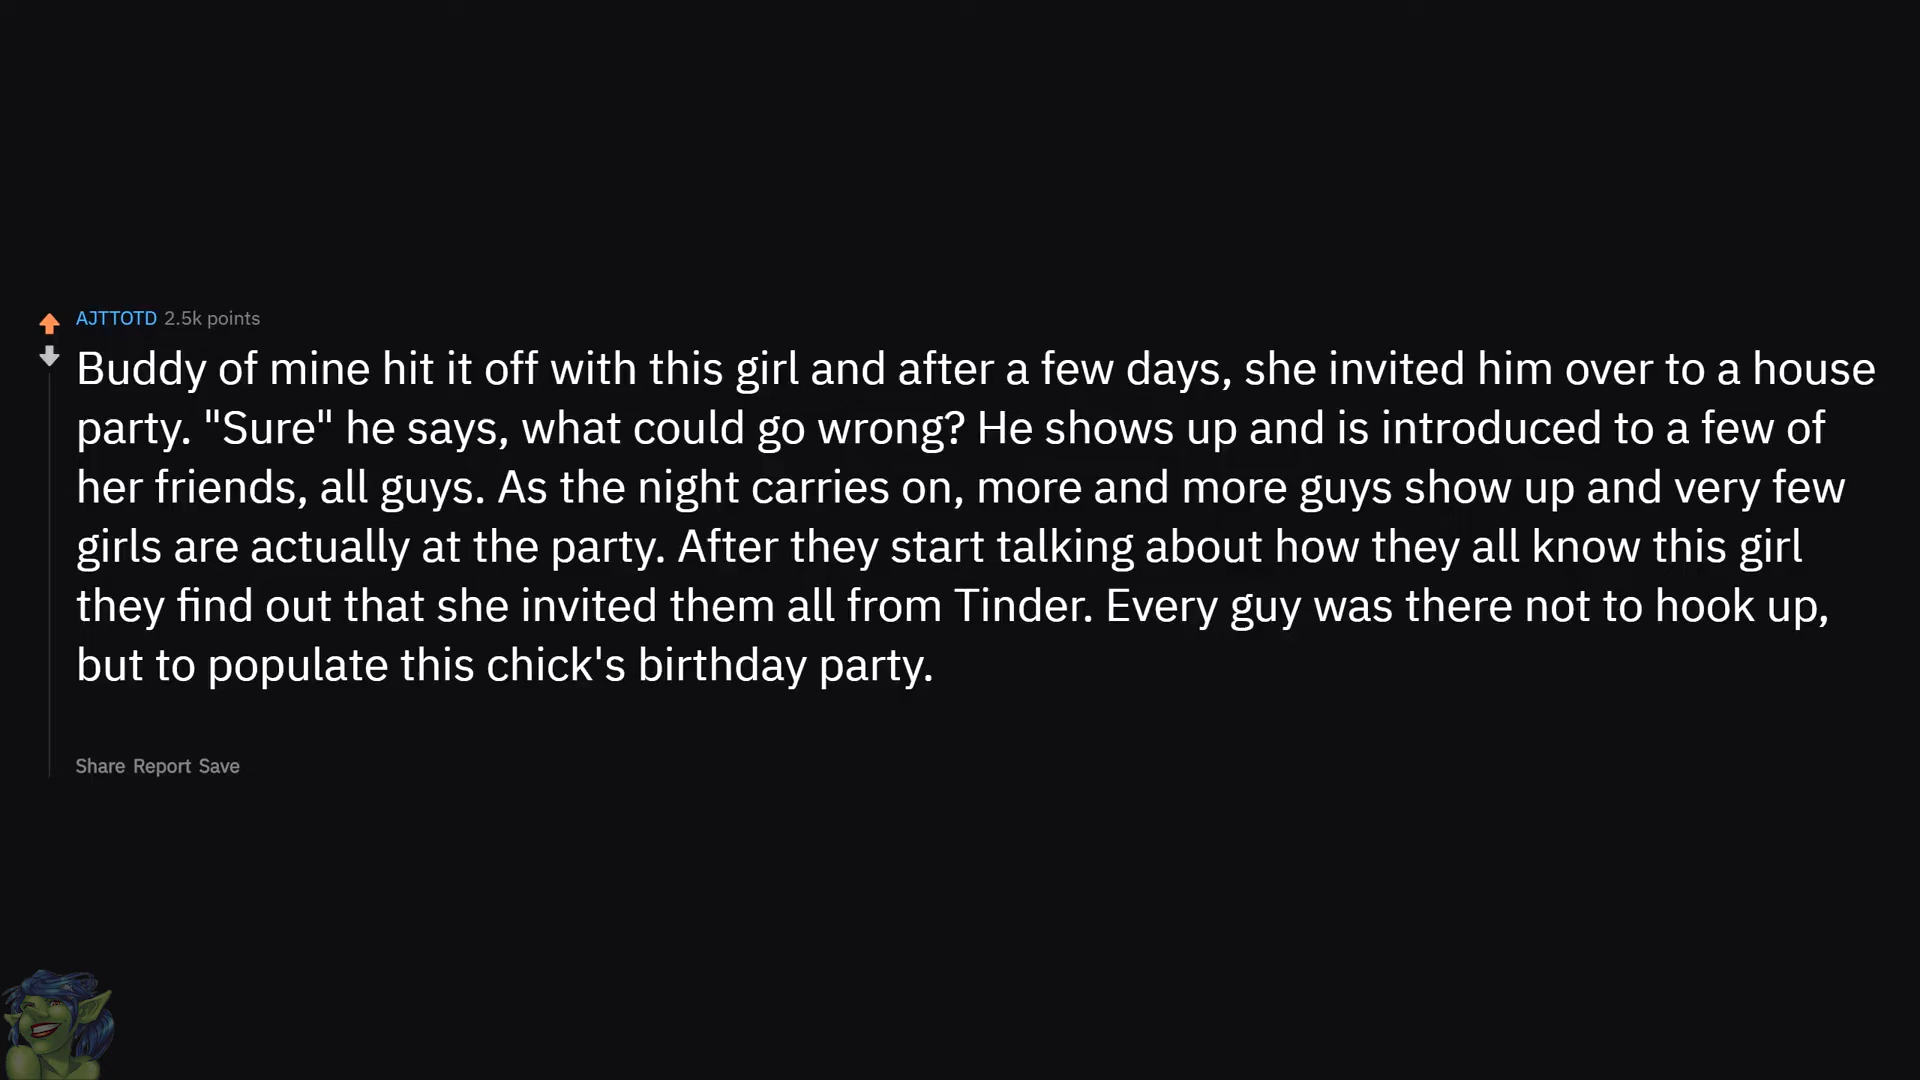 AJTTOTD 2.5k points
Buddy of mine hit it off with this girl and after a few days, she invited him over to a house
party. "Sure" he says, what could go wrong? He shows up and is introduced to a few of
her friends, all guys. As the night carries on, more and more guys show up and very few
girls are actually at the party. After they start talking about how they all know this girl
they find out that she invited them all from Tinder. Every guy was there not to hook up,
but to populate this chick's birthday party.
Share Report Save